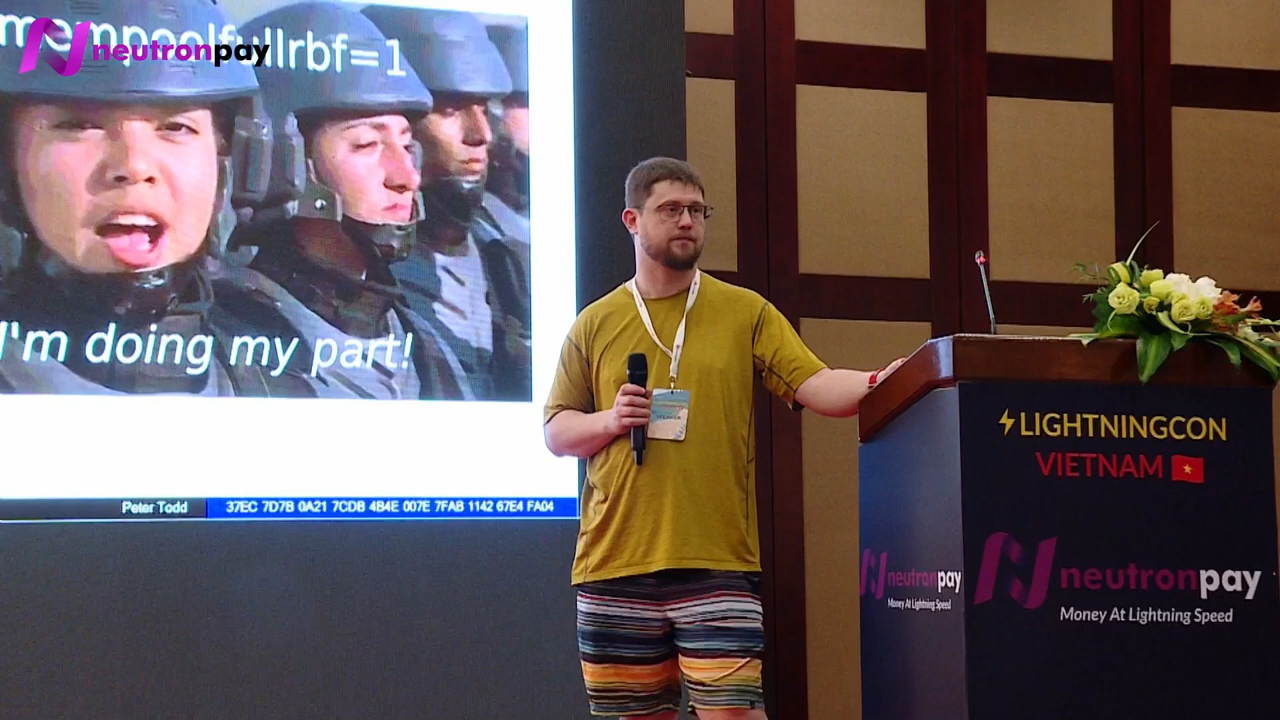 mempoolfullrbf=1
neutronpay
I'm doing my part!
Peter Todd
37EC 7D7B 0A21 7CDB 4B4E 007E 7FAB 1142 67E4 FA04
SPEAKER
LIGHTNINGCON
VIETNAM
neutronpay
Money At Lightning Speed
neutronpay
Money At Lightning Speed